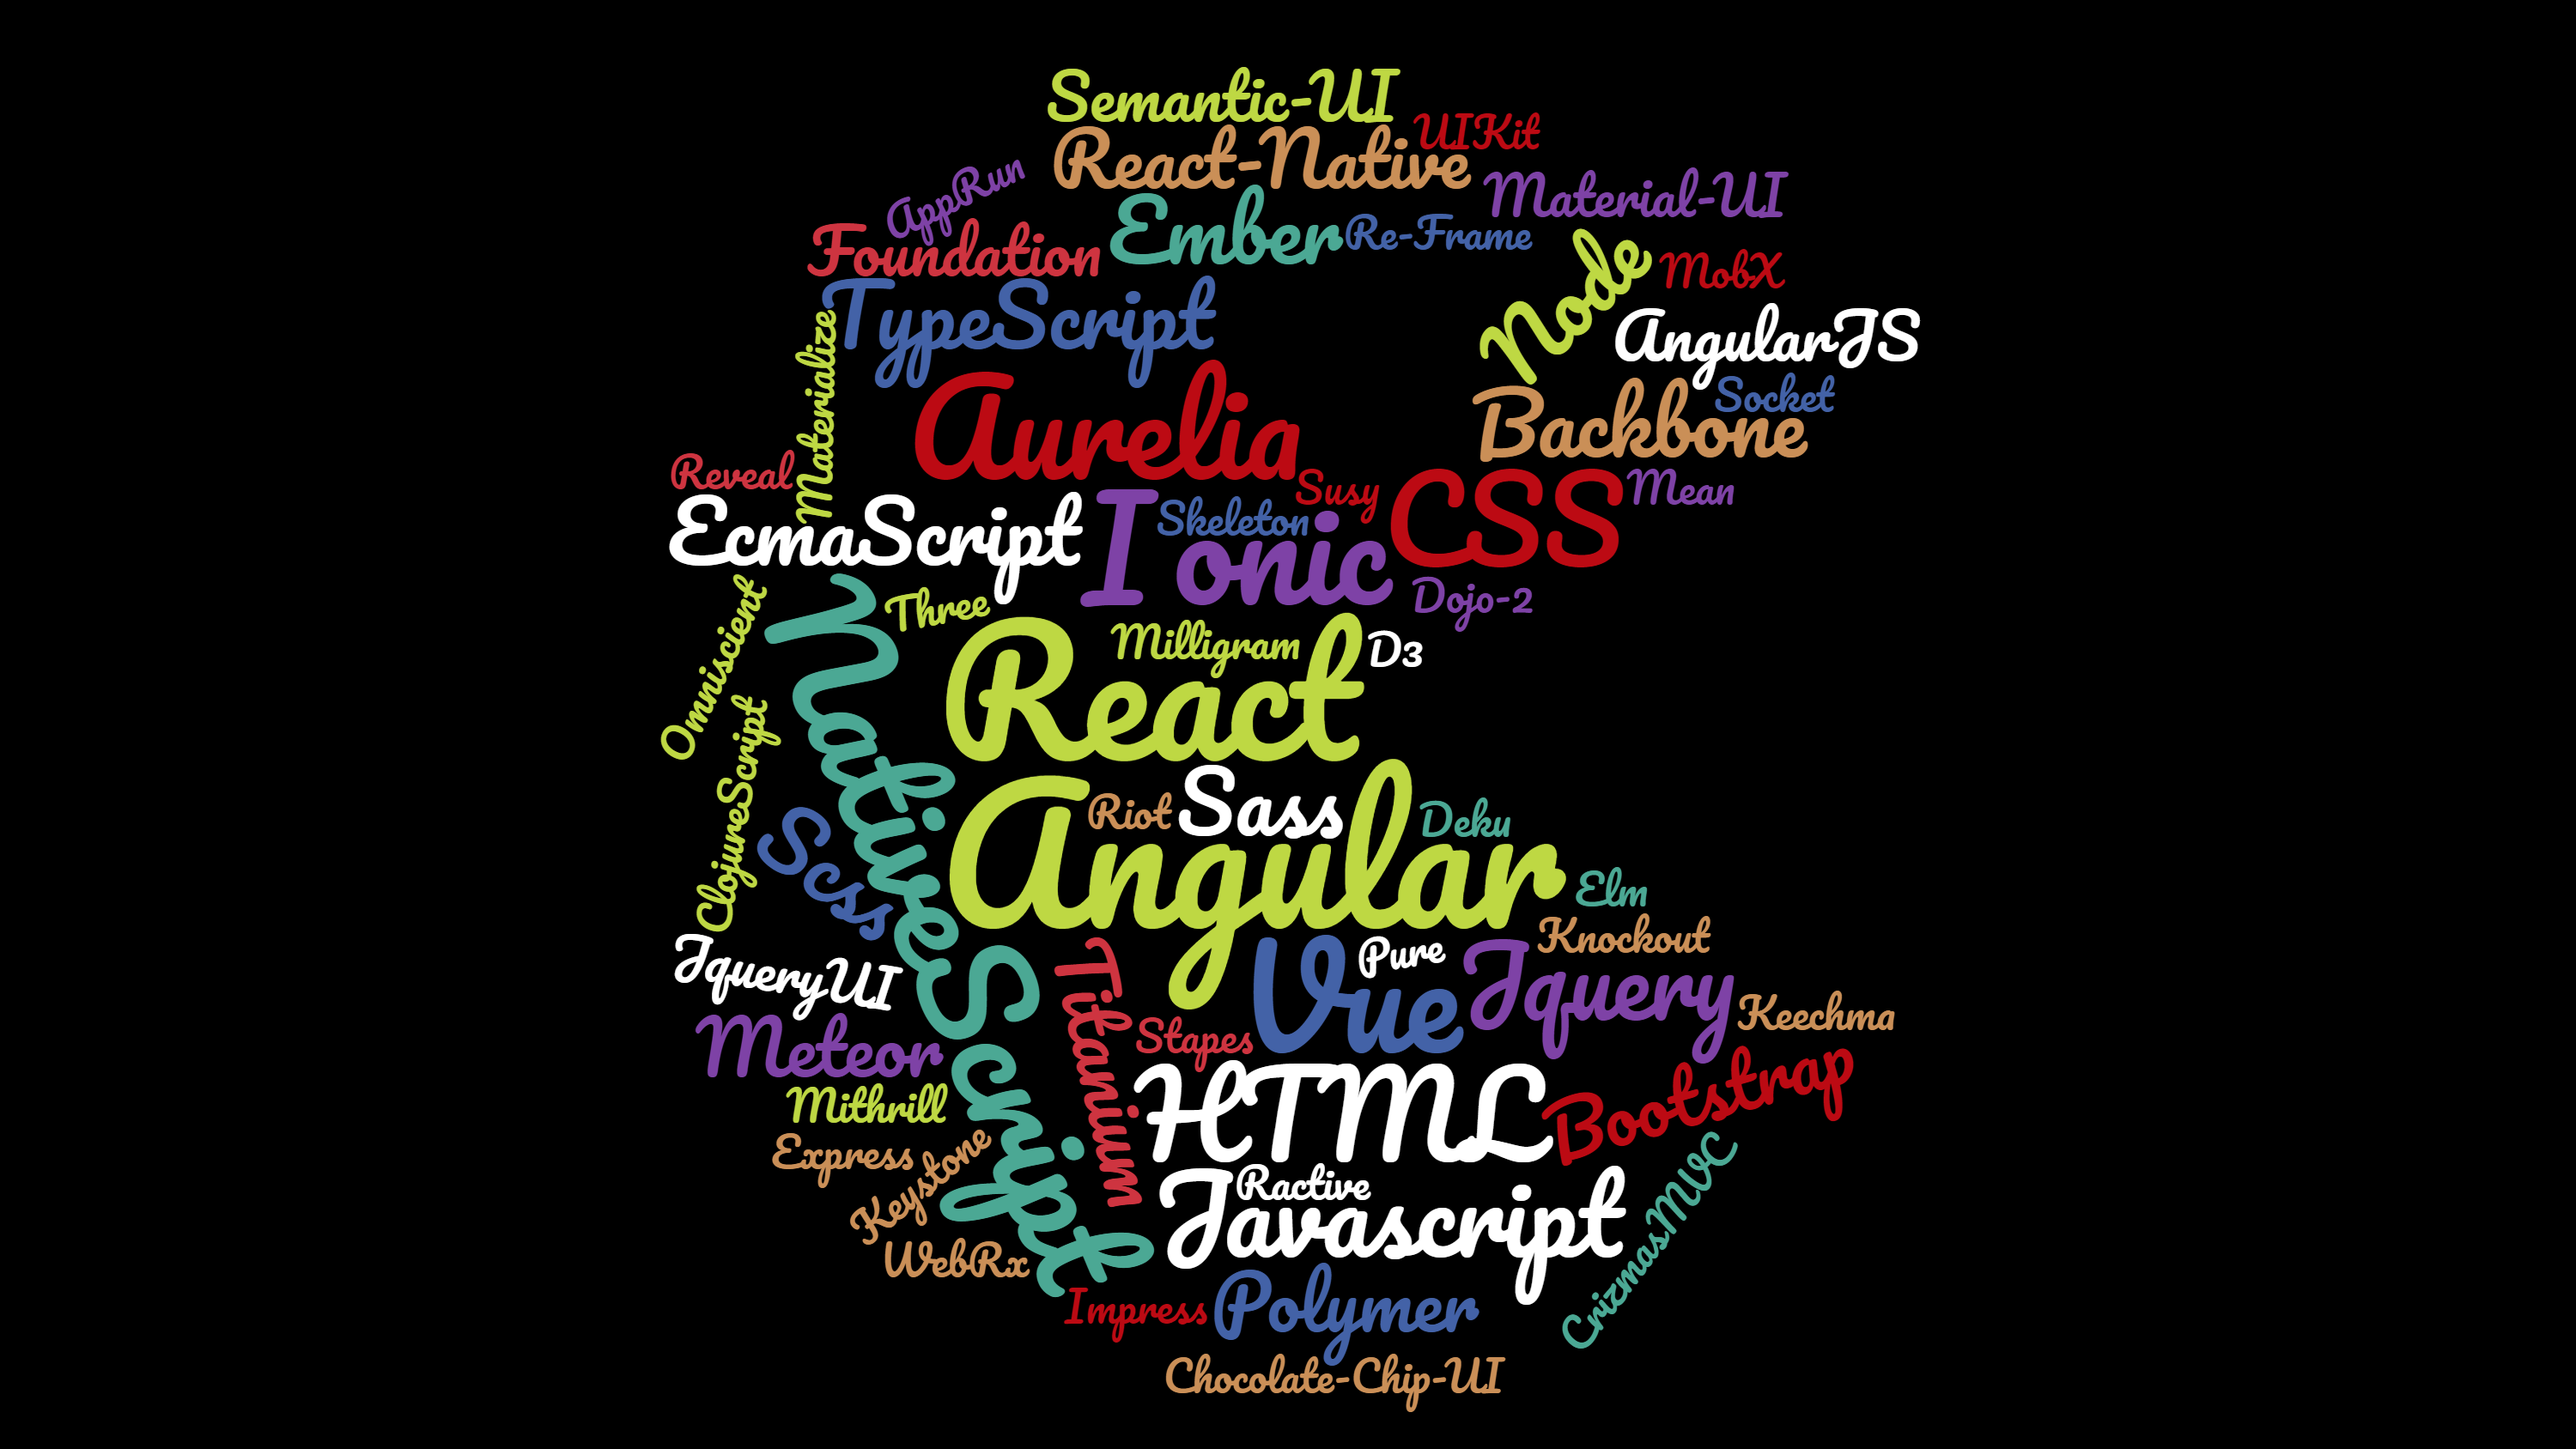 Semantic-UI
UIKit
React-Native
AppRun
Material-UI
Foundation
Ember
Re-Frame
Node
MobX
TypeScript
AngularJS
Materialize
Aurelia
Backbone
Socket
Reveal
Susy
CSS
Mean
EcmaScript
Ionic
Skeleton
Dojo-2
Omniscient
Three
NativeScript
React
Milligram
D3
ClojureScript
Scss
Angular
Riot
Sass
Deku
Elm
Knockout
JqueryUI
Titanium
Vue
Pure
Jquery
Keechma
Meteor
Stapes
Mithrill
HTML
Bootstrap
Express
Keystone
Ractive
Javascript
CrizmasMVC
WebRx
Impress
Polymer
Chocolate-Chip-UI